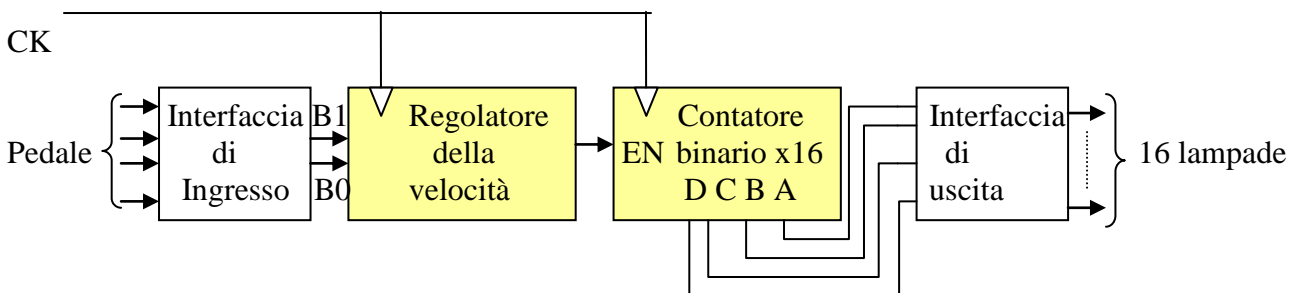 CK
Pedale
Interfaccia
di
Ingresso
B1
B0
Regolatore
della
velocità
Contatore
EN binario x16
D C B A
Interfaccia
di
uscita
16 lampade